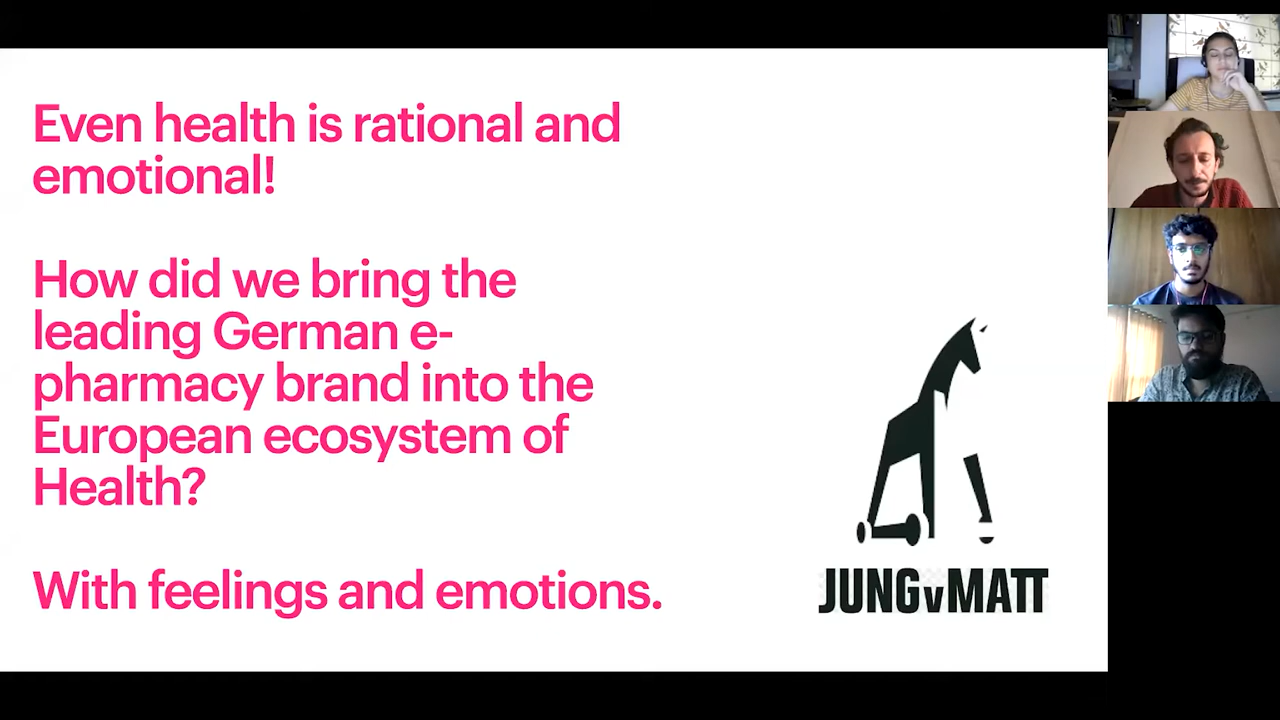 Even health is rational and
emotional!
How did we bring the
leading German e-
pharmacy brand into the
European ecosystem of
Health?
With feelings and emotions.
JUNGvMATT